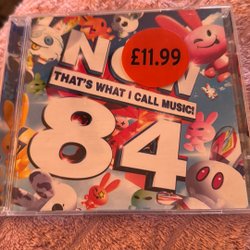 NOW
£11.99
THAT'S WHAT I CALL MUSIC!
84